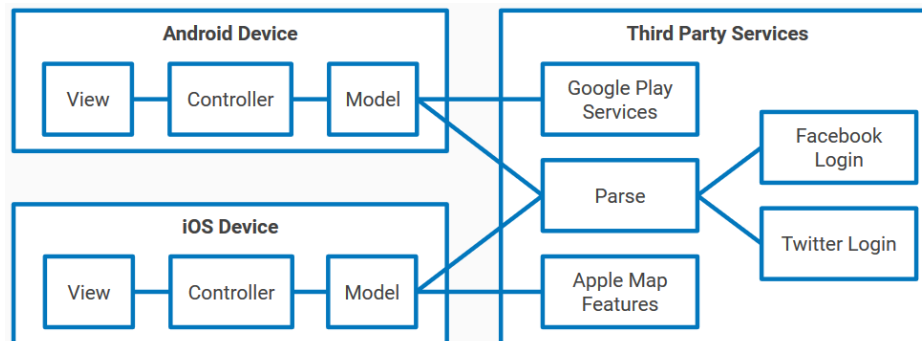 Android Device
View
Controller
Model
iOS Device
View
Controller
Model
Third Party Services
Google Play
Services
Parse
Apple Map
Features
Facebook
Login
Twitter Login